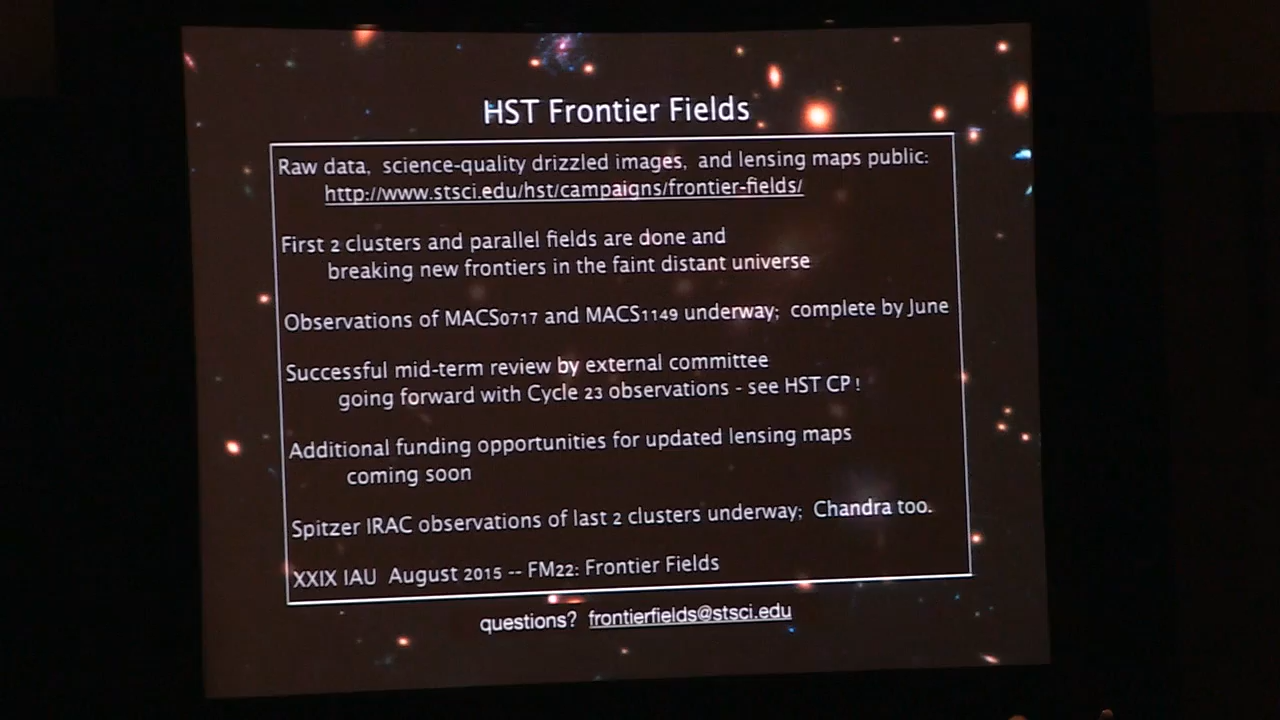 HST Frontier Fields
Raw data, science-quality drizzled images, and lensing maps public:
http://www.stsci.edu/hst/campaigns/frontier-fields/
First 2 clusters and parallel fields are done and
breaking new frontiers in the faint distant universe
Observations of MACS0717 and MACS1149 underway; complete by June
Successful mid-term review by external committee
going forward with Cycle 23 observations - see HST CP !
Additional funding opportunities for updated lensing maps
coming soon
Spitzer IRAC observations of last 2 clusters underway; Chandra too.
XXIX IAU August 2015 -- FM22: Frontier Fields
questions? frontierfields@stsci.edu